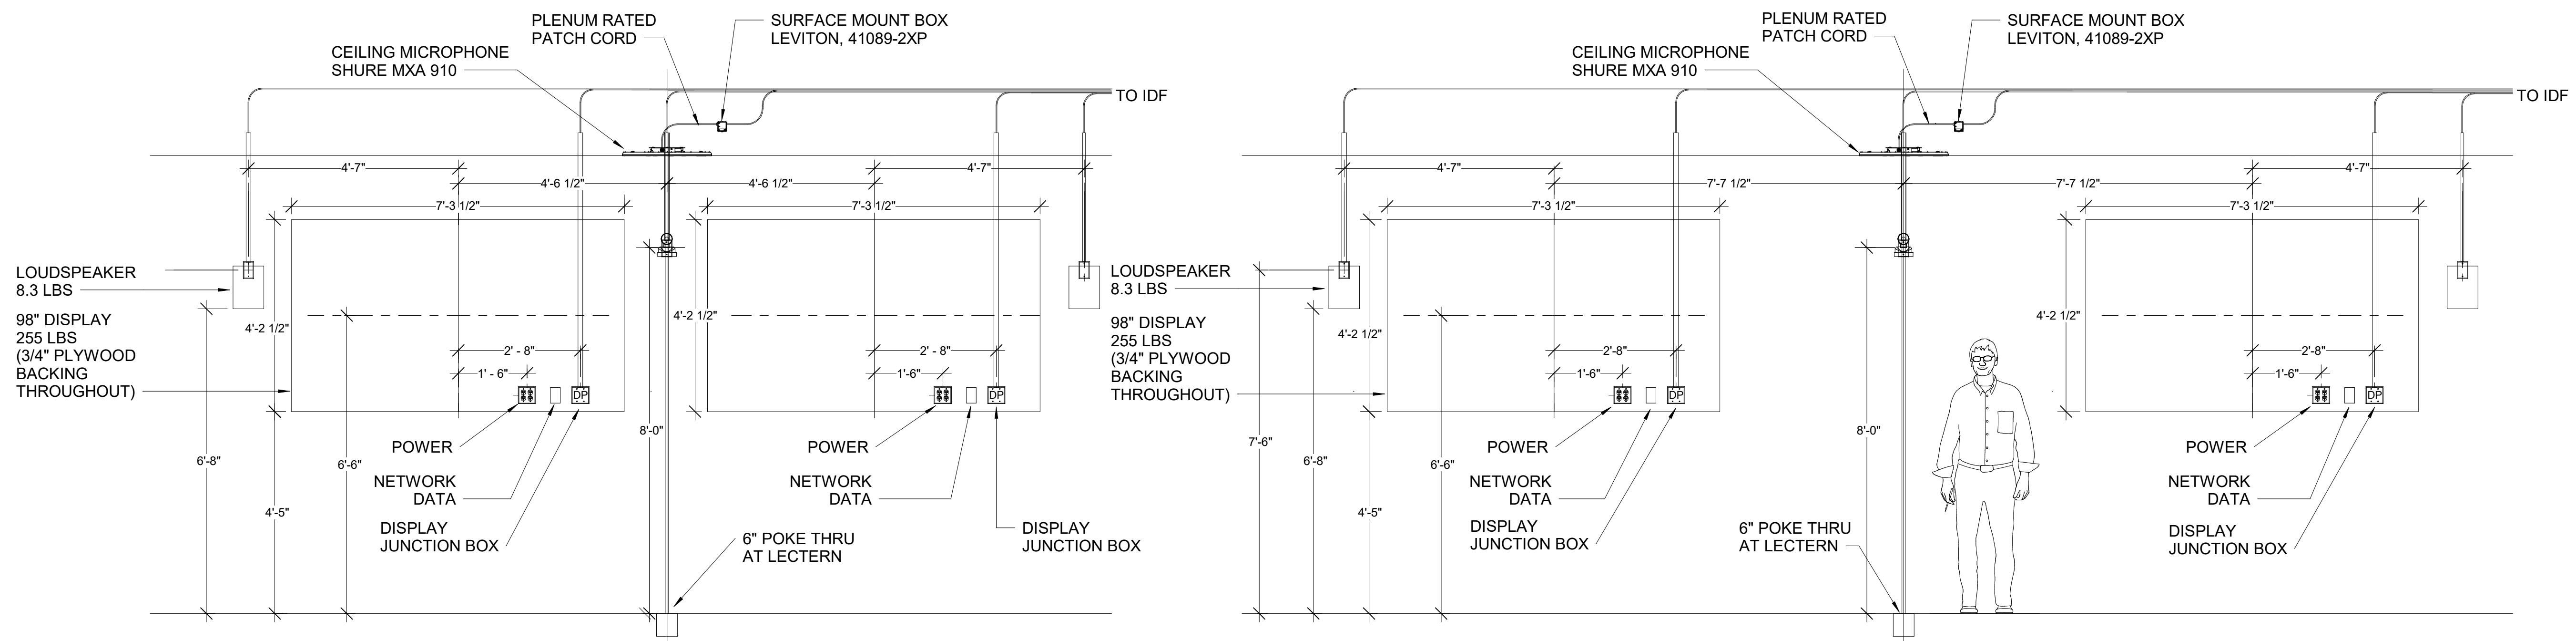 PLENUM RATED
PATCH CORD
SURFACE MOUNT BOX
LEVITON, 41089-2XP
CEILING MICROPHONE
SHURE MXA 910
TO IDF
4'-7"
4'-6 1/2"
4'-6 1/2"
4'-7"
7'-3 1/2"
7'-3 1/2"
LOUDSPEAKER
8.3 LBS
98" DISPLAY
255 LBS
(3/4" PLYWOOD
BACKING
THROUGHOUT)
4'-2 1/2"
4'-2 1/2"
2' - 8"
1' - 6"
DP
2' - 8"
1'-6"
DP
POWER
NETWORK
DATA
DISPLAY
JUNCTION BOX
POWER
NETWORK
DATA
DISPLAY
JUNCTION BOX
6'-8"
4'-5"
6'-6"
8'-0"
6" POKE THRU
AT LECTERN
PLENUM RATED
PATCH CORD
SURFACE MOUNT BOX
LEVITON, 41089-2XP
CEILING MICROPHONE
SHURE MXA 910
TO IDF
4'-7"
7'-7 1/2"
7'-7 1/2"
4'-7"
7'-3 1/2"
7'-3 1/2"
LOUDSPEAKER
8.3 LBS
98" DISPLAY
255 LBS
(3/4" PLYWOOD
BACKING
THROUGHOUT)
4'-2 1/2"
4'-2 1/2"
2'-8"
1'-6"
DP
2'-8"
1'-6"
DP
POWER
NETWORK
DATA
DISPLAY
JUNCTION BOX
POWER
NETWORK
DATA
DISPLAY
JUNCTION BOX
7'-6"
6'-8"
4'-5"
6'-6"
8'-0"
6" POKE THRU
AT LECTERN